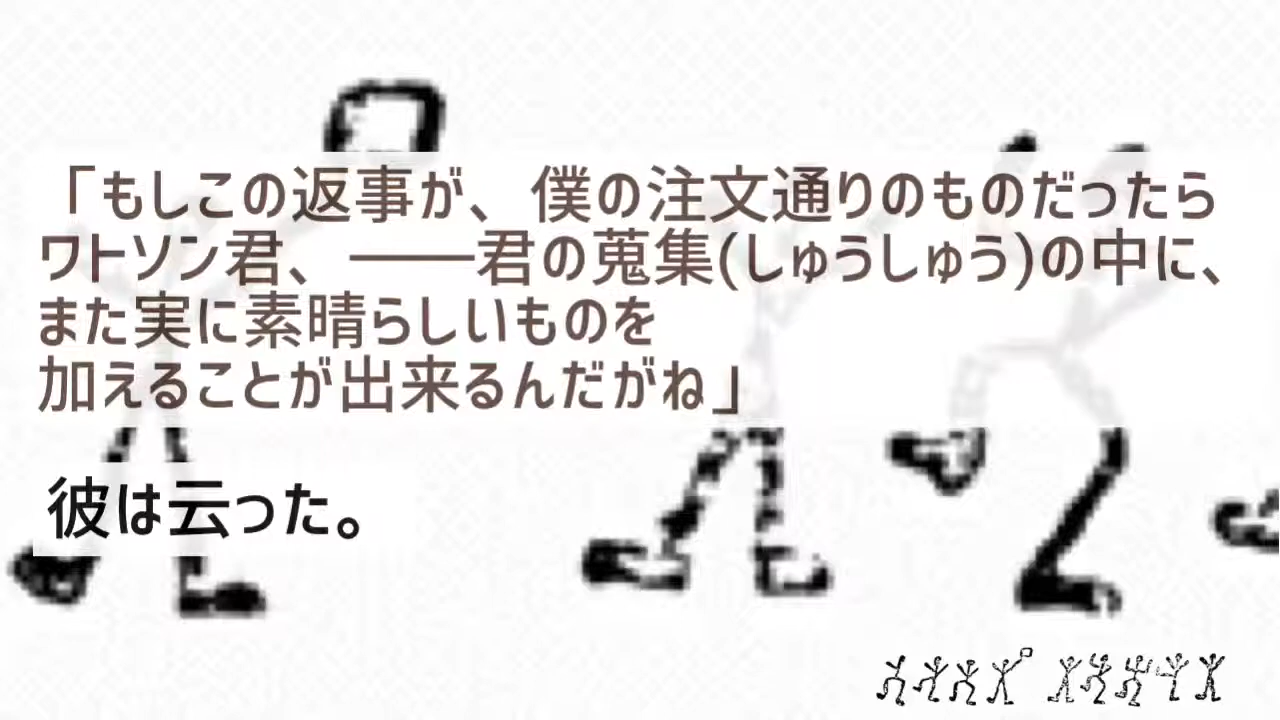 「もしこの返事が、僕の注文通りのものだったら
ワトソン君、――君の蒐集(しゅうしゅう)の中に、
また実に素晴らしいものを
加えることが出来るんだがね」
彼は云った。